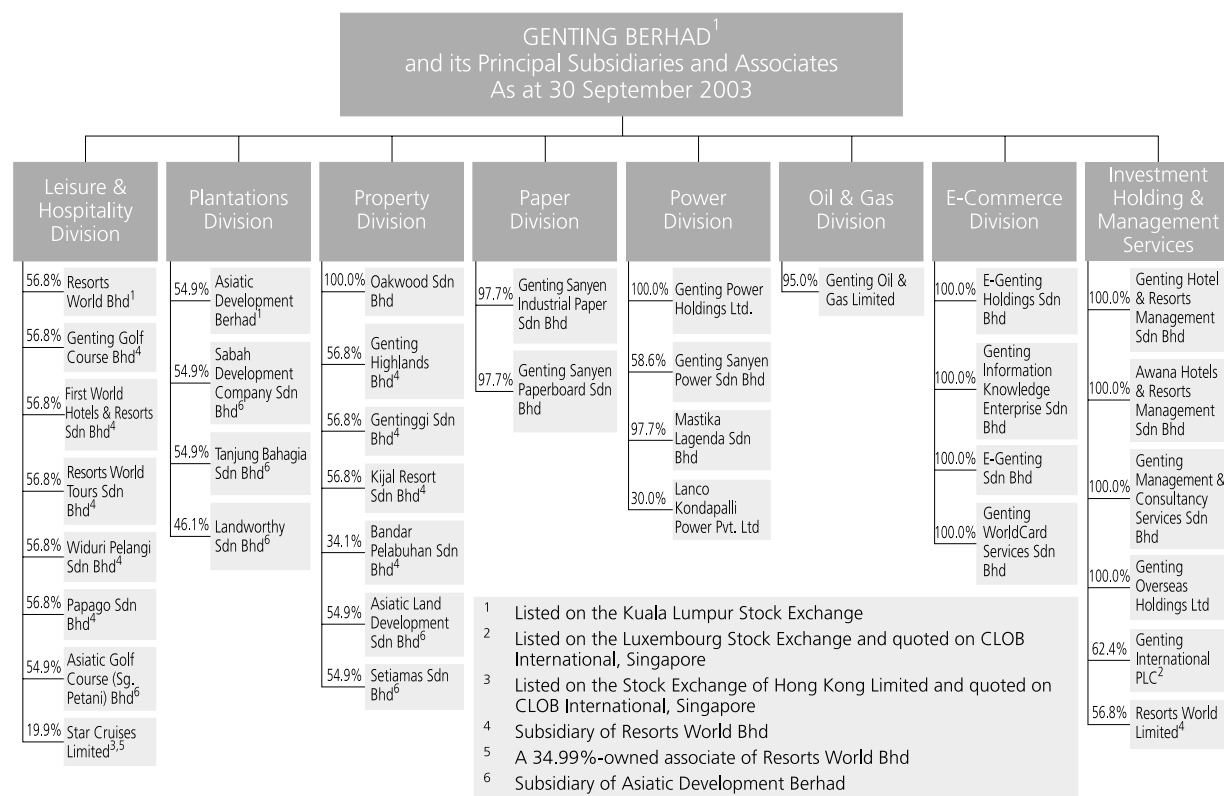 GENTING BERHAD¹
and its Principal Subsidiaries and Associates
As at 30 September 2003
Leisure &
Hospitality
Division
56.8% Resorts
World Bhd¹
56.8% Genting Golf
Course Bhd⁴
56.8% First World
Hotels & Resorts
Sdn Bhd⁴
56.8% Resorts World
Tours Sdn
Bhd⁴
56.8% Widuri Pelangi
Sdn Bhd⁴
56.8% Papago Sdn
Bhd⁴
54.9% Asiatic Golf
Course (Sg.
Petani) Bhd⁶
19.9% Star Cruises
Limited³,⁵
Plantations
Division
54.9% Asiatic
Development
Berhad¹
54.9% Sabah
Development
Company Sdn
Bhd⁶
54.9% Tanjung Bahagia
Sdn Bhd⁶
46.1% Landworthy
Sdn Bhd⁶
Property
Division
100.0% Oakwood Sdn
Bhd
56.8% Genting
Highlands
Bhd⁴
56.8% Gentinggi Sdn
Bhd⁴
56.8% Kijal Resort
Sdn Bhd⁴
34.1% Bandar
Pelabuhan Sdn
Bhd⁴
54.9% Asiatic Land
Development
Sdn Bhd⁶
54.9% Setiamas Sdn
Bhd⁶
Paper
Division
97.7% Genting Sanyen
Industrial Paper
Sdn Bhd
97.7% Genting Sanyen
Paperboard Sdn
Bhd
Power
Division
100.0% Genting Power
Holdings Ltd.
58.6% Genting Sanyen
Power Sdn Bhd
97.7% Mastika
Lagenda Sdn
Bhd
30.0% Lanco
Kondapalli
Power Pvt. Ltd
Oil & Gas
Division
95.0% Genting Oil &
Gas Limited
E-Commerce
Division
100.0% E-Genting
Holdings Sdn
Bhd
100.0% Genting
Information
Knowledge
Enterprise Sdn
Bhd
100.0% E-Genting
Sdn Bhd
100.0% Genting
WorldCard
Services Sdn
Bhd
Investment
Holding &
Management
Services
100.0% Genting Hotel
& Resorts
Management
Sdn Bhd
100.0% Awana Hotels &
Resorts
Management
Sdn Bhd
100.0% Genting
Management &
Consultancy
Services Sdn
Bhd
100.0% Genting
Overseas
Holdings Ltd
62.4% Genting
International
PLC²
56.8% Resorts World
Limited⁴
¹ Listed on the Kuala Lumpur Stock Exchange
² Listed on the Luxembourg Stock Exchange and quoted on CLOB
International, Singapore
³ Listed on the Stock Exchange of Hong Kong Limited and quoted on
CLOB International, Singapore
⁴ Subsidiary of Resorts World Bhd
⁵ A 34.99%-owned associate of Resorts World Bhd
⁶ Subsidiary of Asiatic Development Berhad